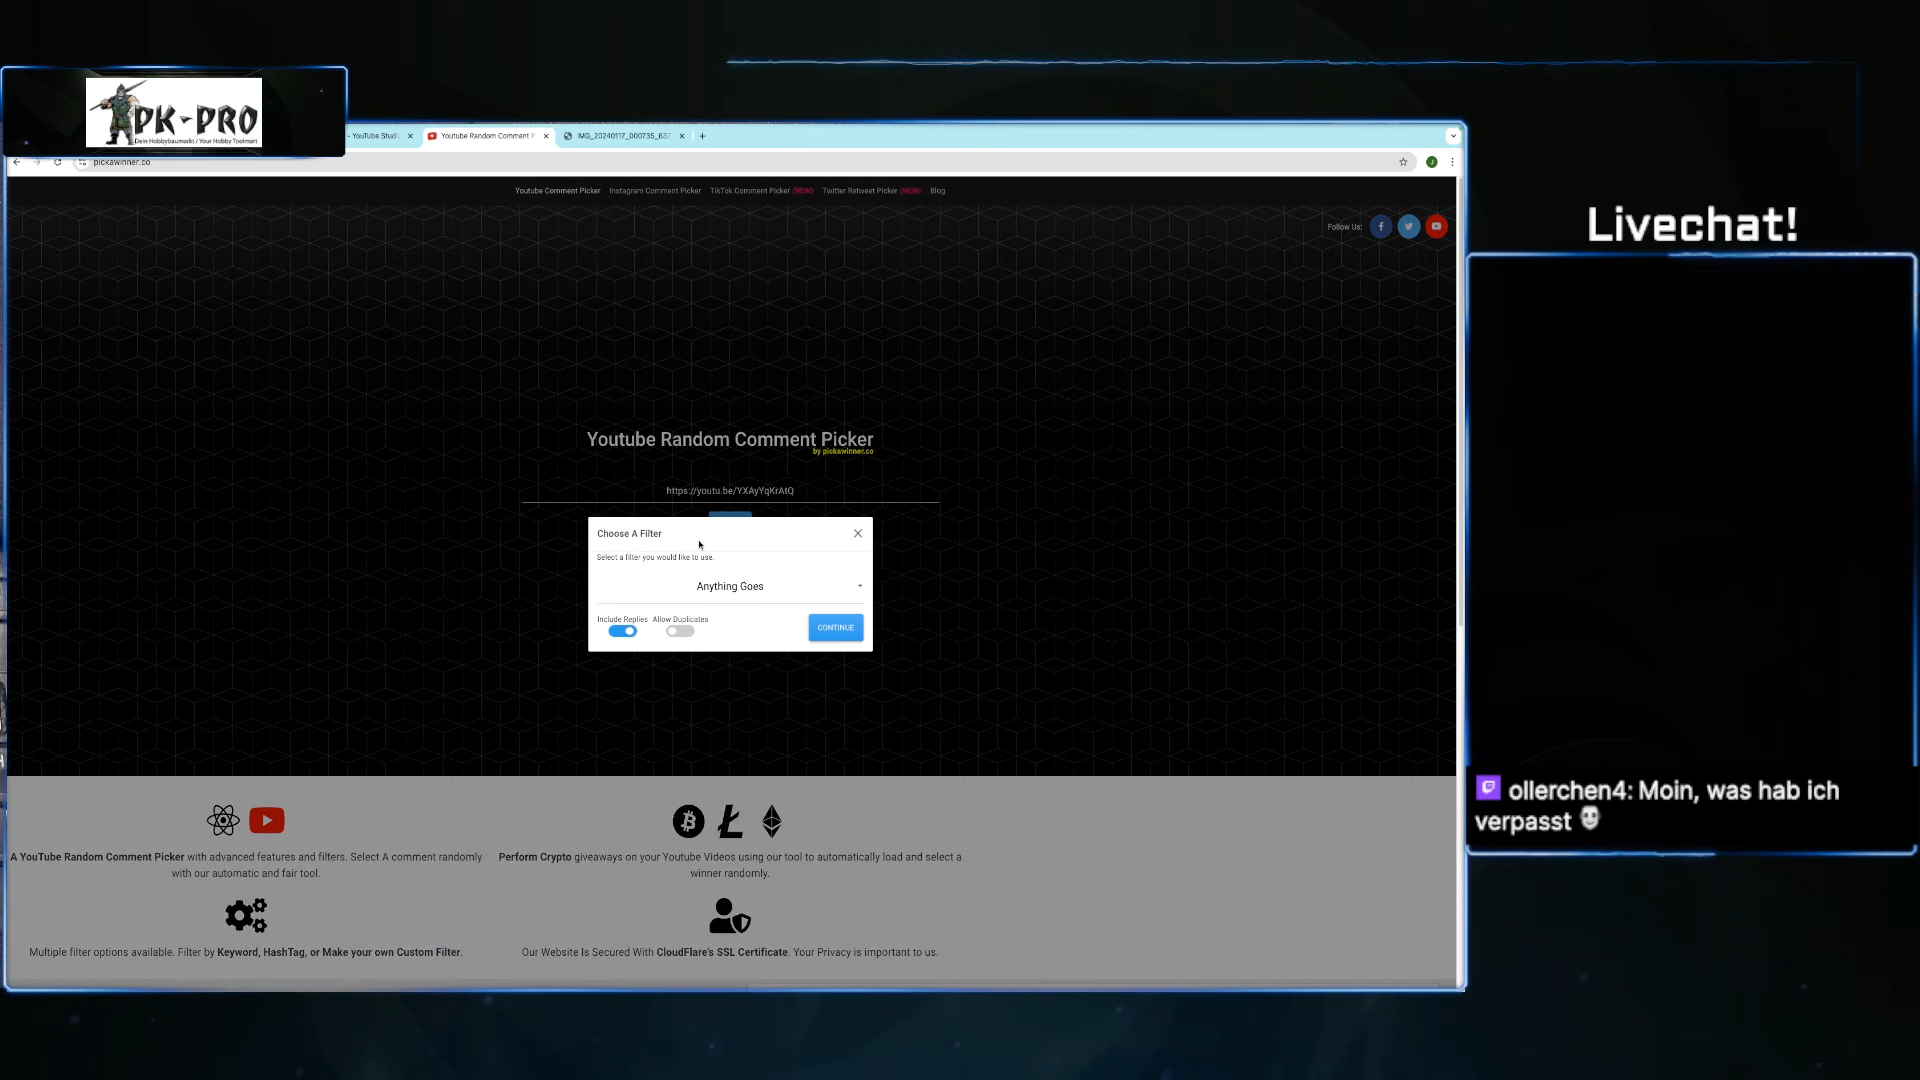 PK-PRO
Dein Hobbybaumarkt / Your Hobby Toolmart
- YouTube Studi
Youtube Random Comment P
IMG_20240117_000735_637
pickawinner.co
Youtube Comment Picker Instagram Comment Picker TikTok Comment Picker (NEW) Twitter Retweet Picker (NEW) Blog
Follow Us:
Livechat!
Youtube Random Comment Picker
by pickawinner.co
https://youtu.be/YXAyYqKrAtQ
Choose A Filter
Select a filter you would like to use.
Anything Goes
Include Replies Allow Duplicates
CONTINUE
ollerchen4: Moin, was hab ich
verpasst
A YouTube Random Comment Picker with advanced features and filters. Select A comment randomly
with our automatic and fair tool.
Perform Crypto giveaways on your Youtube Videos using our tool to automatically load and select a
winner randomly.
Multiple filter options available. Filter by Keyword, HashTag, or Make your own Custom Filter.
Our Website Is Secured With CloudFlare's SSL Certificate. Your Privacy is important to us.